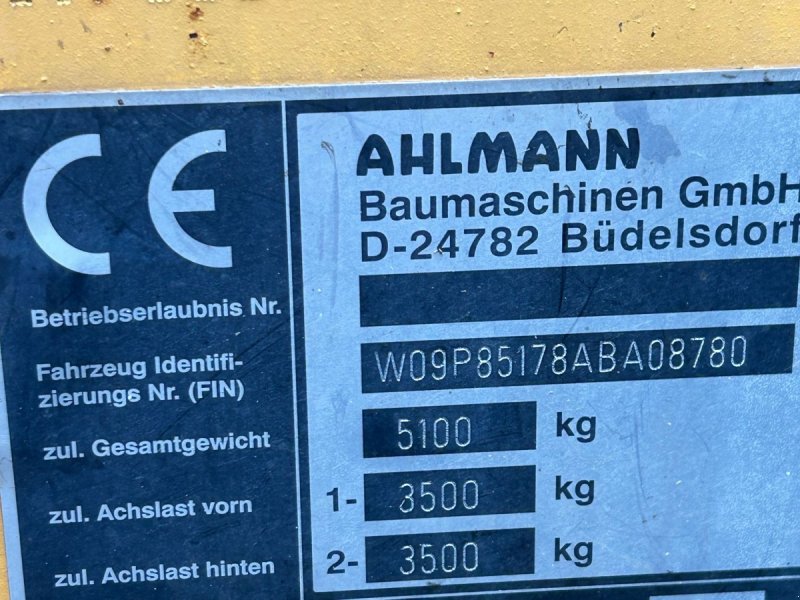 CE
AHLMANN
Baumaschinen GmbH
D-24782 Büdelsdorf
Betriebserlaubnis Nr.
Fahrzeug Identifi-
zierungs Nr. (FIN)
W09P85178ABA08780
zul. Gesamtgewicht
5100 kg
zul. Achslast vorn
1- 3500 kg
zul. Achslast hinten
2- 3500 kg